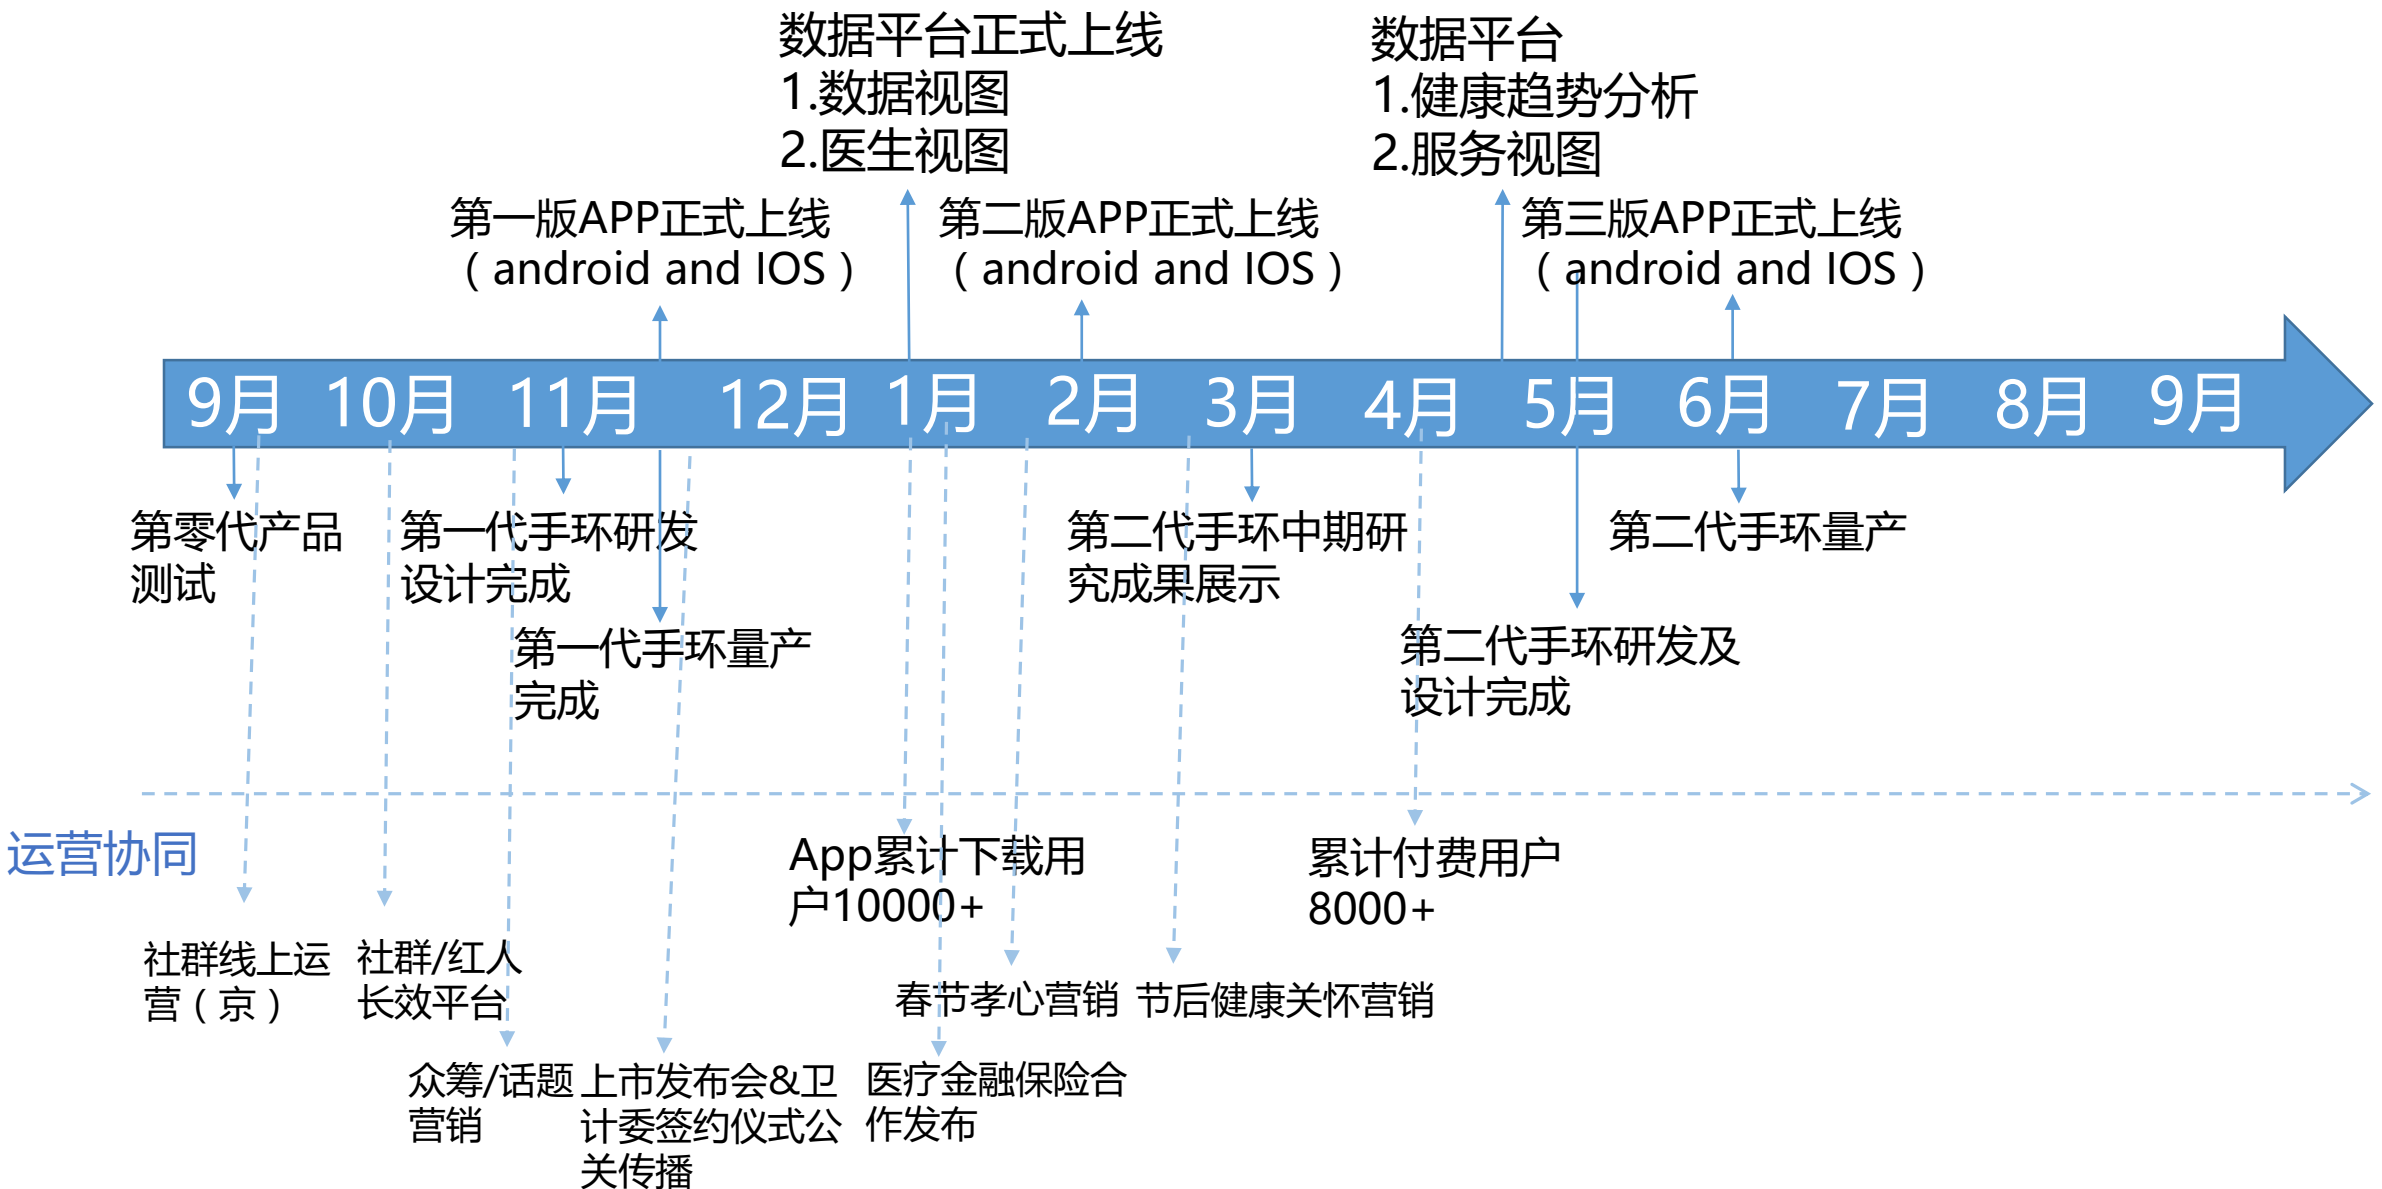 数据平台正式上线
1.数据视图
2.医生视图
数据平台
1.健康趋势分析
2.服务视图
第一版APP正式上线
（android and IOS）
第二版APP正式上线
（android and IOS）
第三版APP正式上线
（android and IOS）
9月 10月 11月 12月 1月 2月 3月 4月 5月 6月 7月 8月 9月
第零代产品
测试
第一代手环研发
设计完成
第一代手环量产
完成
第二代手环中期研
究成果展示
第二代手环研发及
设计完成
第二代手环量产
运营协同
App累计下载用
户10000+
累计付费用户
8000+
社群线上运
营（京）
社群/红人
长效平台
春节孝心营销
节后健康关怀营销
众筹/话题
营销
上市发布会&卫
计委签约仪式公
关传播
医疗金融保险合
作发布